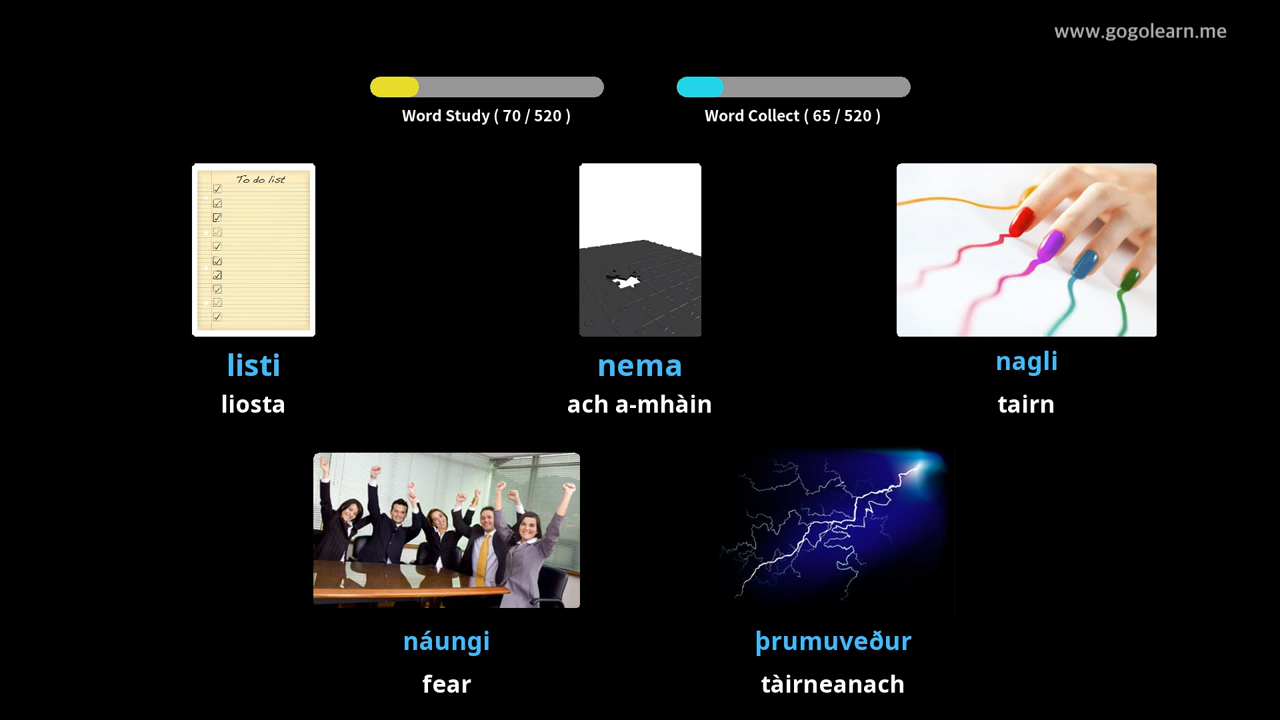 www.gogolearn.me
Word Study ( 70 / 520 )
Word Collect ( 65 / 520 )
To do list
listi
liosta
nema
ach a-mhàin
nagli
tairn
náungi
fear
þrumuveður
tàirneanach